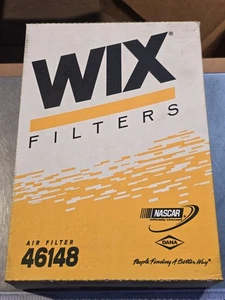 WIX®
FILTERS
NASCAR
DANA
AIR FILTER
46148
People Finding A Better Way®